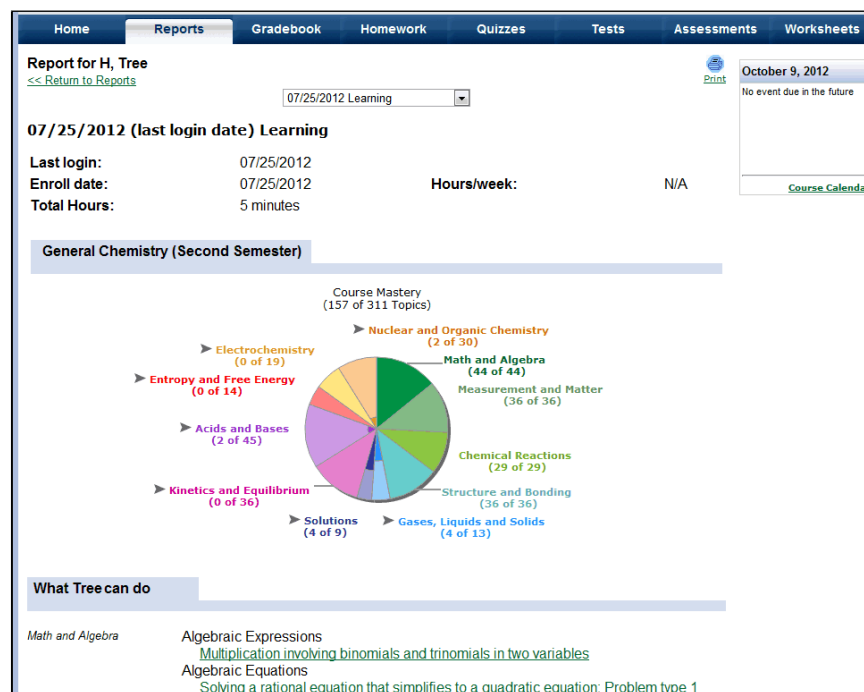 Home Reports Gradebook Homework Quizzes Tests Assessments Worksheets
Report for H, Tree
<< Return to Reports
Print
07/25/2012 Learning
October 9, 2012
No event due in the future
Course Calenda
07/25/2012 (last login date) Learning
Last login: 07/25/2012
Enroll date: 07/25/2012 Hours/week: N/A
Total Hours: 5 minutes
General Chemistry (Second Semester)
Course Mastery
(157 of 311 Topics)
Nuclear and Organic Chemistry
(2 of 30)
Electrochemistry
(0 of 19)
Math and Algebra
(44 of 44)
Entropy and Free Energy
(0 of 14)
Measurement and Matter
(36 of 36)
Acids and Bases
(2 of 45)
Chemical Reactions
(29 of 29)
Kinetics and Equilibrium
(0 of 36)
Structure and Bonding
(36 of 36)
Solutions
(4 of 9)
Gases, Liquids and Solids
(4 of 13)
What Tree can do
Math and Algebra Algebraic Expressions
Multiplication involving binomials and trinomials in two variables
Algebraic Equations
Solving a rational equation that simplifies to a quadratic equation: Problem type 1